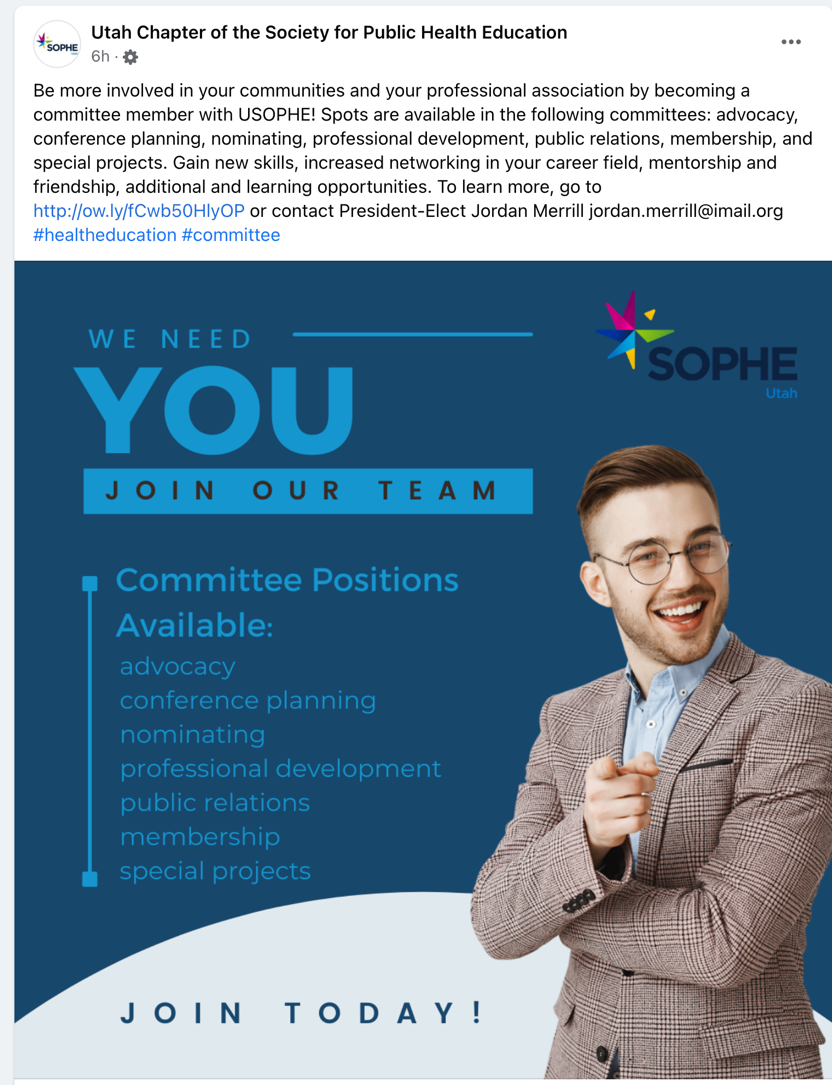 Utah Chapter of the Society for Public Health Education
6h ·
Be more involved in your communities and your professional association by becoming a
committee member with USOPHE! Spots are available in the following committees: advocacy,
conference planning, nominating, professional development, public relations, membership, and
special projects. Gain new skills, increased networking in your career field, mentorship and
friendship, additional and learning opportunities. To learn more, go to
http://ow.ly/fCwb50HlyOP or contact President-Elect Jordan Merrill jordan.merrill@imail.org
#healtheducation #committee
SOPHE
WE NEED
YOU
JOIN OUR TEAM
SOPHE
Utah
Committee Positions
Available:
advocacy
conference planning
nominating
professional development
public relations
membership
special projects
JOIN TODAY!